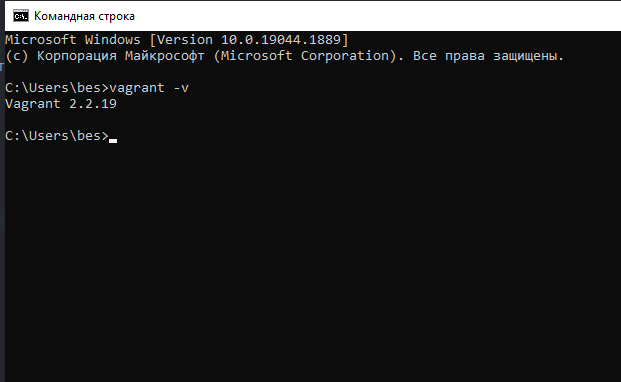 Командная строка
Microsoft Windows [Version 10.0.19044.1889]
(c) Корпорация Майкрософт (Microsoft Corporation). Все права защищены.
C:\Users\bes>vagrant -v
Vagrant 2.2.19
C:\Users\bes>